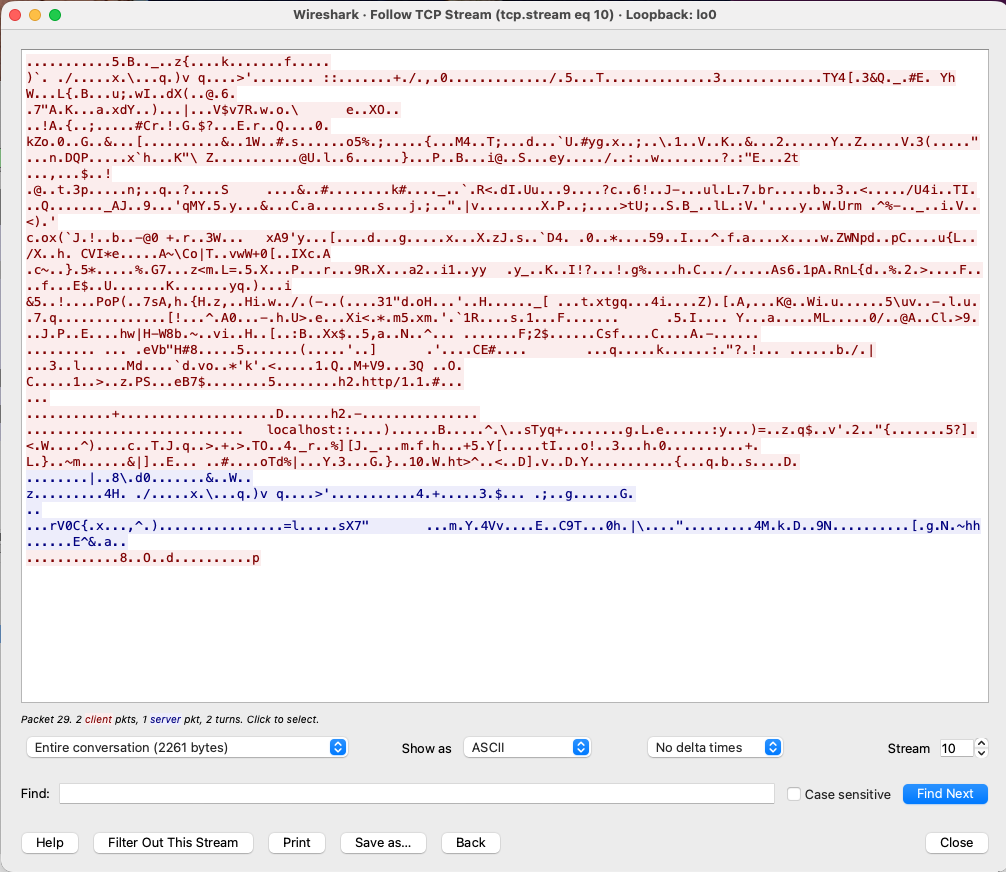 Wireshark · Follow TCP Stream (tcp.stream eq 10) · Loopback: lo0
...........5.B.._..z{....k.......f.....
)`. ./.....x.\...q.)v q....>'........ ::.......+./.,.0............./.5...T..............3.............TY4[.3&Q._.#E. Yh
W...L{.B...u;.wI..dX(..@.6.
.7"A.K...a.xdY..)...|...V$v7R.w.o.\      e..XO..
..!A.{..;.....#Cr.!.G.$?...E.r..Q....0.
kZo.0..G..&...[..........&..1W..#.s......o5%.;.....{...M4..T;...d...`U.#yg.x..;..\.1..V..K..&...2......Y..Z.....V.3(....."
...n.DQP.....x`h...K"\ Z...........@U.l..6......}...P..B...i@..S...ey...../..:..w........?.:"E...2t
...,...$..!
.@..t.3p.....n;..q..?....S     ....&..#........k#...._..`.R<.dI.Uu...9....?c..6!..J-...ul.L.7.br.....b..3..<...../U4i..TI.
..Q......._AJ..9...'qMY.5.y...&...C.a........s...j.;..".|v........X.P..;....>tU;..S.B_..lL.:V.'....y..W.Urm .^%-.._..i.V..
<).'
c.ox(`J.!..b..-@0 +.r..3W...   xA9'y...[....d...g.....x...X.zJ.s..`D4. .0..*....59..I...^.f.a....x....w.ZWNpd..pC....u{L..
/X..h. CVI*e.....A~\Co|T..vwW+0[..IXc.A
.c~..}.5*.....%.G7...z<m.L=.5.X...P...r...9R.X...a2..i1..yy   .y_..K..I!?...!.g%....h.C.../.....As6.1pA.RnL{d..%.2.>....F..
..f...E$..U.......K......yq.)...i
&5..!....PoP(..7sA,h.{H.z,..Hi.w../.(-..(....31"d.oH...'..H......_[ ...t.xtgq...4i....Z).[.A,...K@..Wi.u......5\uv..-.l.u.
.7.q..............[!...^.A0...-.h.U>.e...Xi<.*.m5.xm.'.`1R....s.1...F.......      .5.I.... Y...a.....ML.....0/..@A..Cl.>9.
..J.P..E....hw|H-W8b.~..vi..H..[..:B..Xx$..5,a..N..^... .......F;2$......Csf....C....A.-......
......... ... .eVb"H#8.....5.......(.....'..]      .'....CE#....       ...q.....k......:."?.!... ......b./.|
...3..l......Md....`d.vo..*'k'.<.....1.Q..M+V9...3Q ..O.
C.....1..>..z.PS...eB7$........5........h2.http/1.1.#...
...
...........+....................D......h2.-...............
............................   localhost::....)......B.....^.\..sTyq+........g.L.e......:y...)=..z.q$..v'.2.."{.......5?].
<.W....^)....c..T.J.q..>.+.>.TO..4._r..%][J._...m.f.h...+5.Y[.....tI...o!..3...h.0..........+.
L.}..~m......&|]..E... ..#....oTd%|...Y.3...G.}..10.W.ht>^..<..D].v..D.Y...........{...q.b..s....D.
........|..8\.d0.......&..W..
z.........4H. ./.....x.\...q.)v q....>'...........4.+.....3.$... .;..g......G.
..
...rV0C{.x...,^.)................=l.....sX7"       ...m.Y.4Vv....E..C9T...0h.|\....".........4M.k.D..9N..........[.g.N.~hh
......E^&.a..
............8..O..d..........p
Packet 29. 2 client pkts, 1 server pkt, 2 turns. Click to select.
Entire conversation (2261 bytes) Show as ASCII No delta times Stream 10
Find: Case sensitive Find Next
Help Filter Out This Stream Print Save as... Back Close